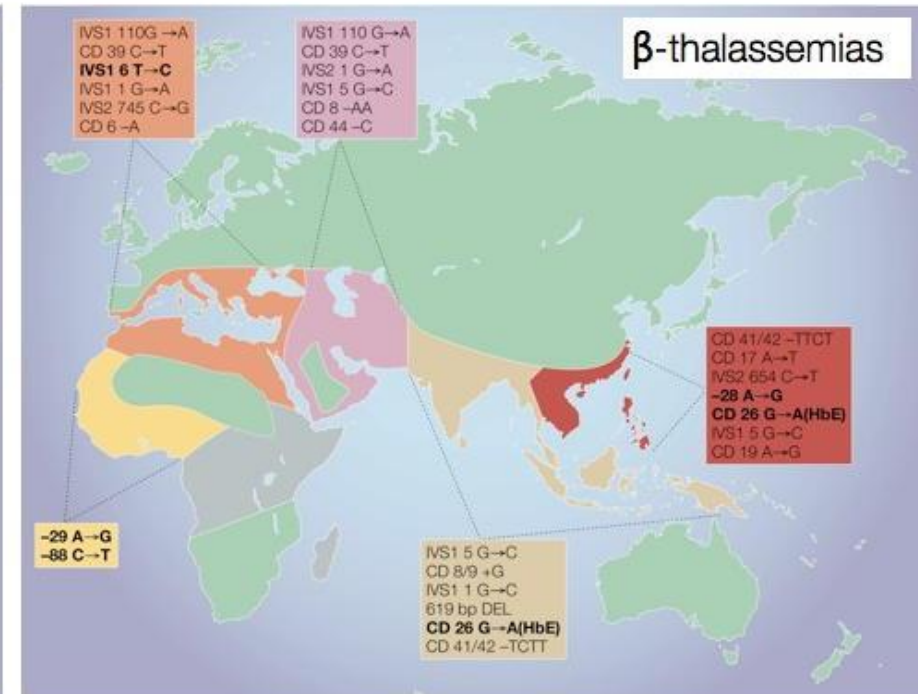 IVS1 110G→A
CD 39 C→T
IVS1 6 T→C
IVS1 1 G→A
IVS2 745 C→G
CD 6 –A
IVS1 110 G→A
CD 39 C→T
IVS2 1 G→A
IVS1 5 G→C
CD 8 –AA
CD 44 –C
β-thalassemias
CD 41/42 –TTCT
CD 17 A→T
IVS2 654 C→T
–28 A→G
CD 26 G→A(HbE)
IVS1 5 G→C
CD 19 A→G
–29 A→G
–88 C→T
IVS1 5 G→C
CD 8/9 +G
IVS1 1 G→C
619 bp DEL
CD 26 G→A(HbE)
CD 41/42 –TCTT